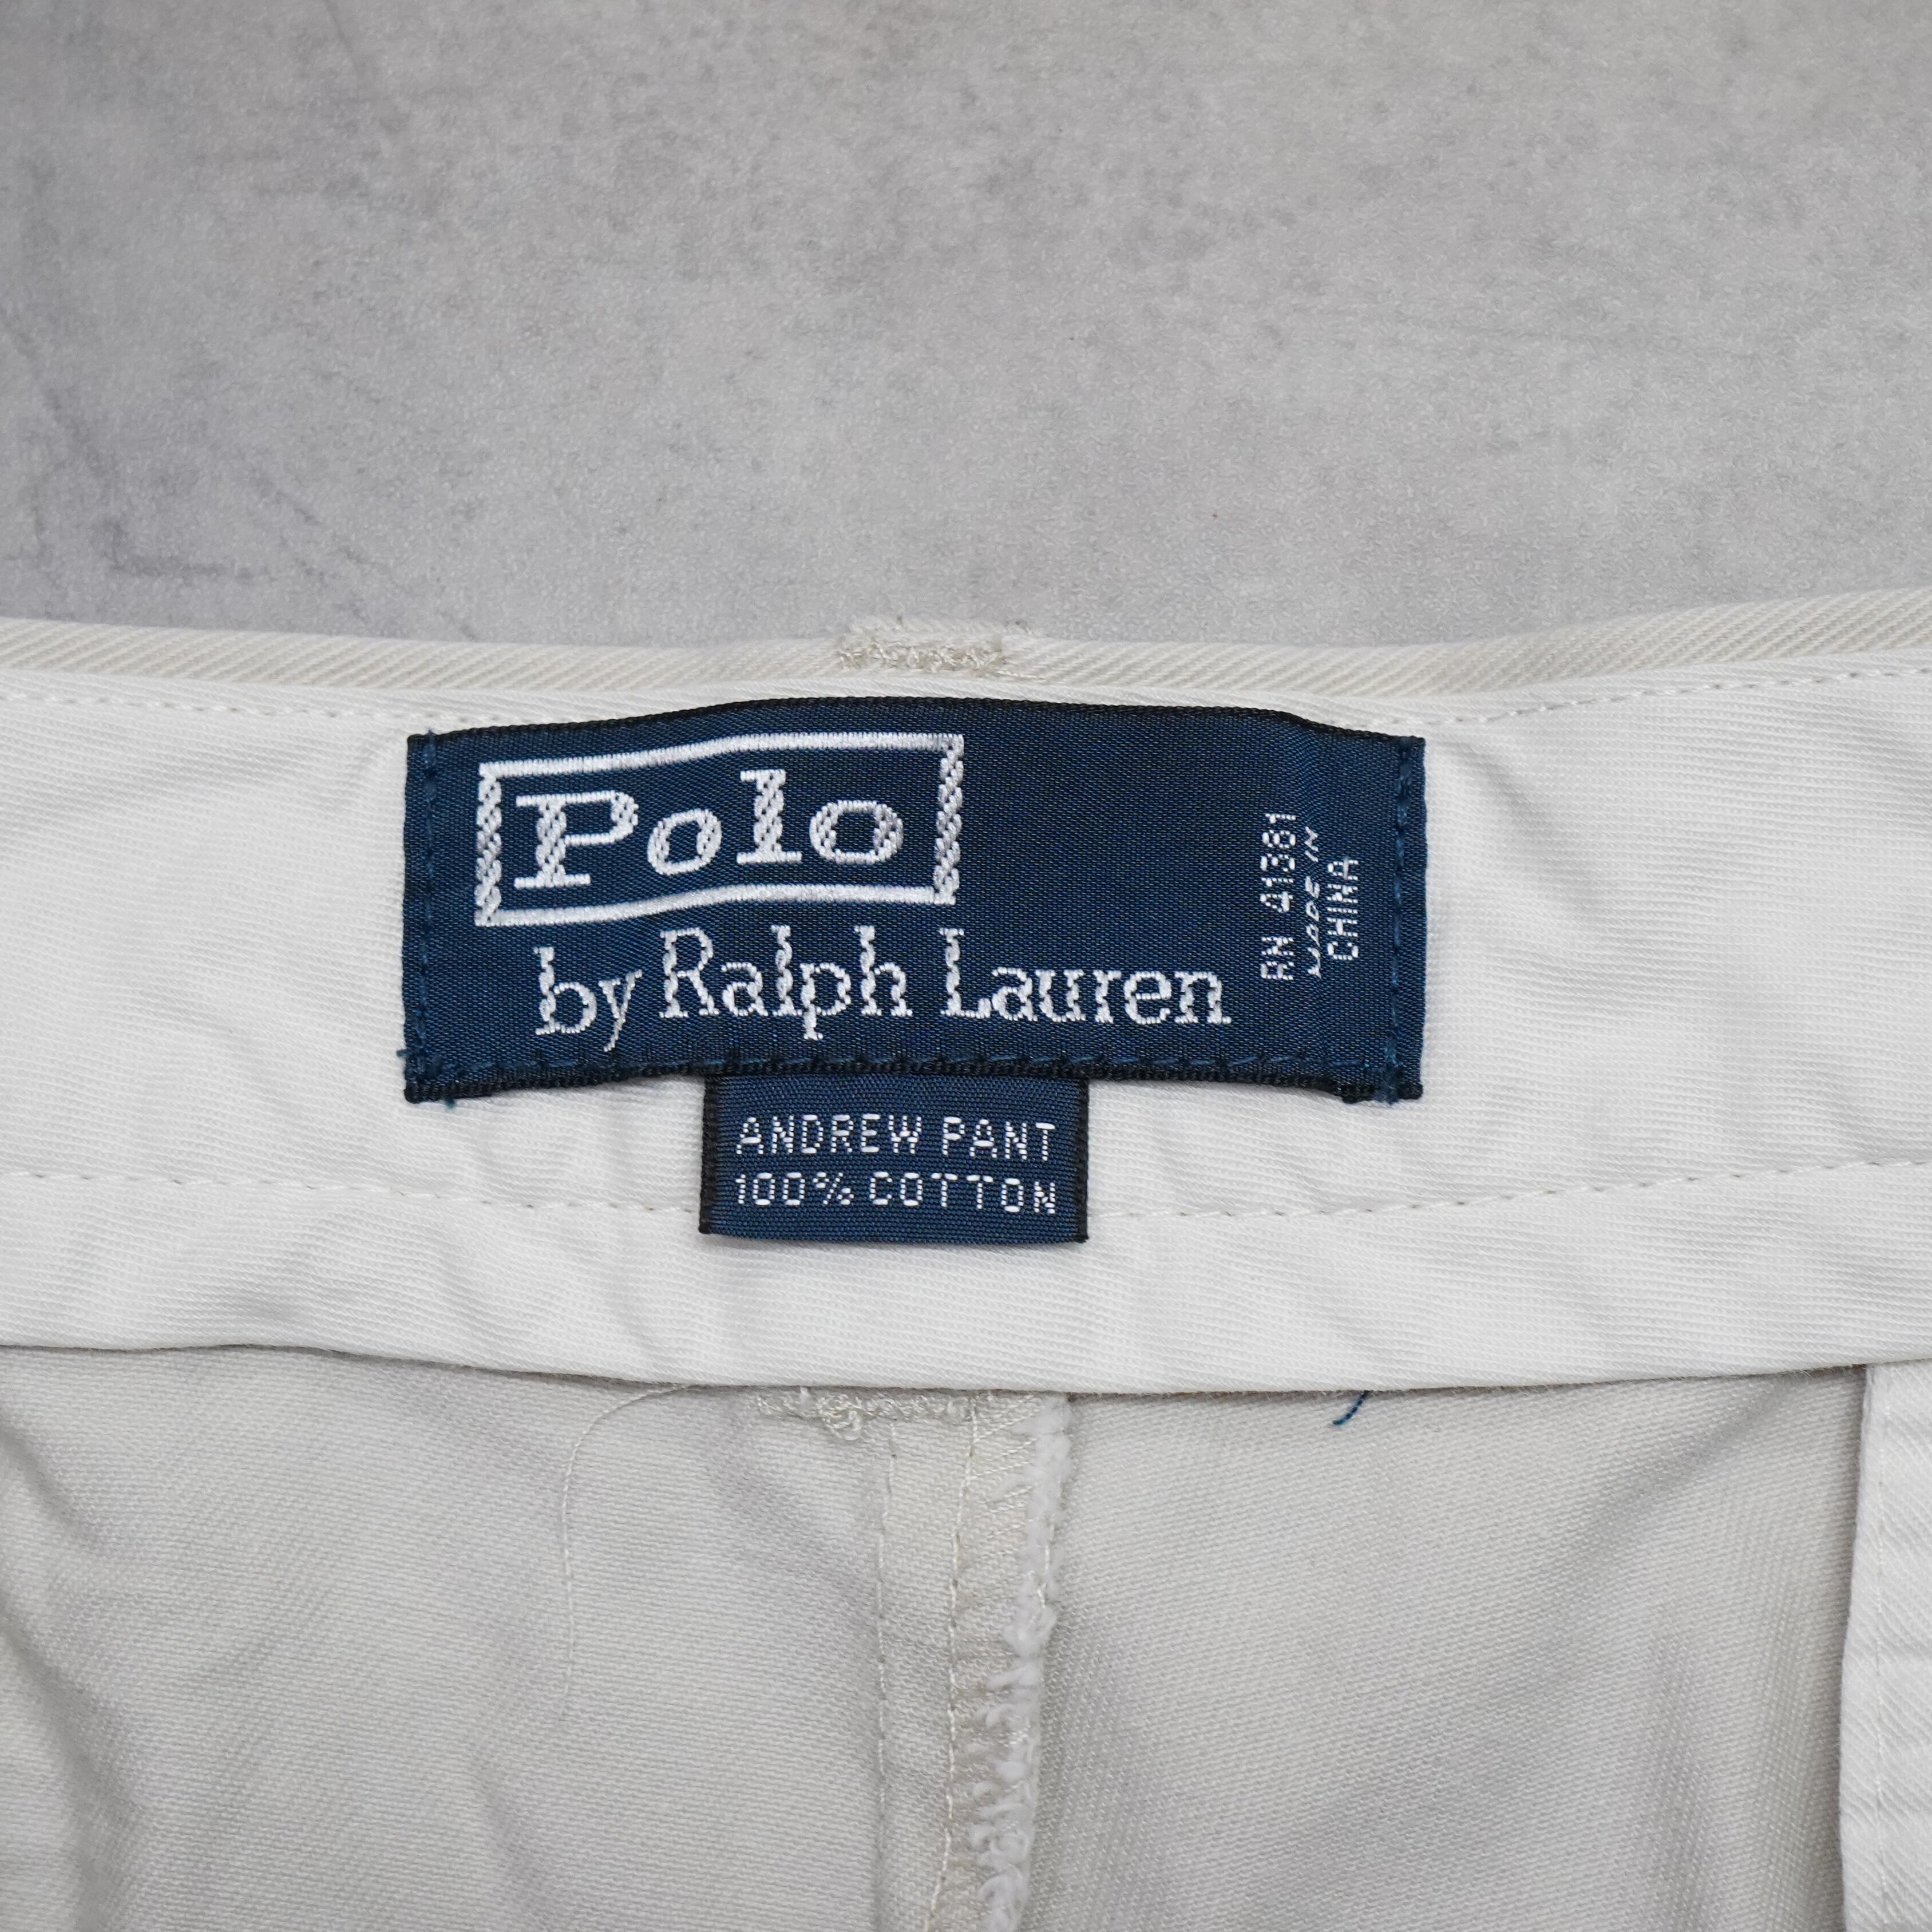 Polo
by Ralph Lauren
RN 41381
MADE IN
CHINA
ANDREW PANT
100% COTTON